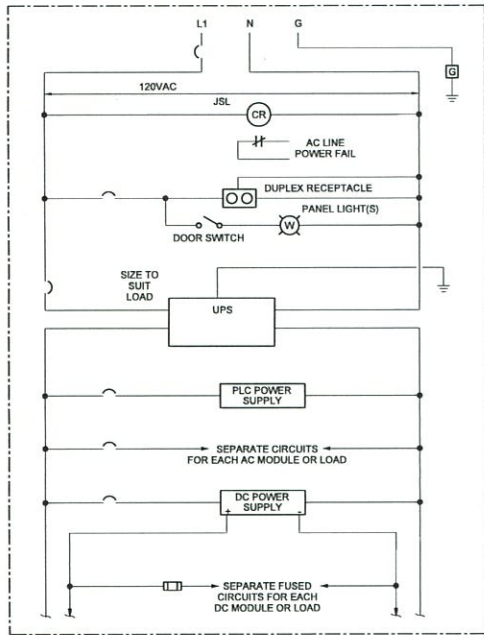 L1 N G
G
120VAC
JSL
CR
AC LINE
POWER FAIL
DUPLEX RECEPTACLE
PANEL LIGHT(S)
W
DOOR SWITCH
SIZE TO
SUIT
LOAD
UPS
PLC POWER
SUPPLY
SEPARATE CIRCUITS
FOR EACH AC MODULE OR LOAD
DC POWER
SUPPLY
+ -
SEPARATE FUSED
CIRCUITS FOR EACH
DC MODULE OR LOAD